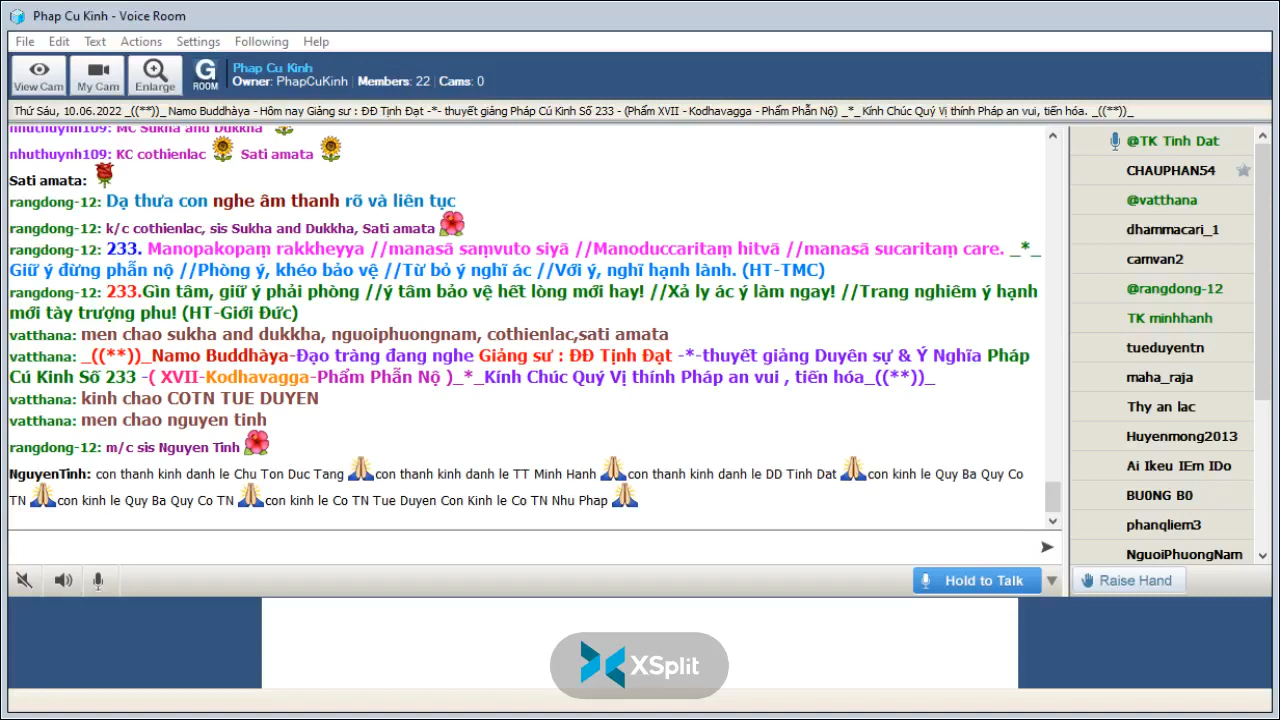 Phap Cu Kinh - Voice Room
File Edit Text Actions Settings Following Help
View Cam My Cam Enlarge G ROOM
Phap Cu Kinh
Owner: PhapCuKinh Members: 22 Cams: 0
Thứ Sáu, 10.06.2022 _((**))_ Namo Buddhàya - Hôm nay Giảng sư : ĐĐ Tịnh Đạt -*- thuyết giảng Pháp Cú Kinh Số 233 - (Phẩm XVII - Kodhavagga - Phẩm Phẫn Nộ) _*_ Kính Chúc Quý Vị thính Pháp an vui, tiến hóa. _((**))_
nhuthuynh109: MC Sukha and Dukkha
nhuthuynh109: KC cothienlac Sati amata
Sati amata:
rangdong-12: Dạ thưa con nghe âm thanh rõ và liên tục
rangdong-12: k/c cothienlac, sis Sukha and Dukkha, Sati amata
rangdong-12: 233. Manopakopaṃ rakkheyya //manasā saṃvuto siyā //Manoduccaritaṃ hitvā //manasā sucaritaṃ care. _*_
Giữ ý đừng phẫn nộ //Phòng ý, khéo bảo vệ //Từ bỏ ý nghĩ ác //Với ý, nghĩ hạnh lành. (HT-TMC)
rangdong-12: 233.Gìn tâm, giữ ý phải phòng //ý tâm bảo vệ hết lòng mới hay! //Xả ly ác ý làm ngay! //Trang nghiêm ý hạnh
mới tày trượng phu! (HT-Giới Đức)
vatthana: men chao sukha and dukkha, nguoiphuongnam, cothienlac,sati amata
vatthana: _((**))_Namo Buddhàya-Đạo tràng đang nghe Giảng sư : ĐĐ Tịnh Đạt -*-thuyết giảng Duyên sự & Ý Nghĩa Pháp
Cú Kinh Số 233 -( XVII-Kodhavagga-Phẩm Phẫn Nộ )_*_Kính Chúc Quý Vị thính Pháp an vui , tiến hóa_((**))_
vatthana: kinh chao COTN TUE DUYEN
vatthana: men chao nguyen tinh
rangdong-12: m/c sis Nguyen Tinh
NguyenTinh: con thanh kinh danh le Chu Ton Duc Tang con thanh kinh danh le TT Minh Hanh con thanh kinh danh le DD Tinh Dat con kinh le Quy Ba Quy Co
TN con kinh le Quy Ba Quy Co TN con kinh le Co TN Tue Duyen Con Kinh le Co TN Nhu Phap
Hold to Talk
@TK Tinh Dat
CHAUPHAN54
@vatthana
dhammacari_1
camvan2
@rangdong-12
TK minhhanh
tueduyentn
maha_raja
Thy an lac
Huyenmong2013
Ai Ikeu IEm IDo
BU0NG B0
phanqliem3
NguoiPhuongNam
Raise Hand
XSplit